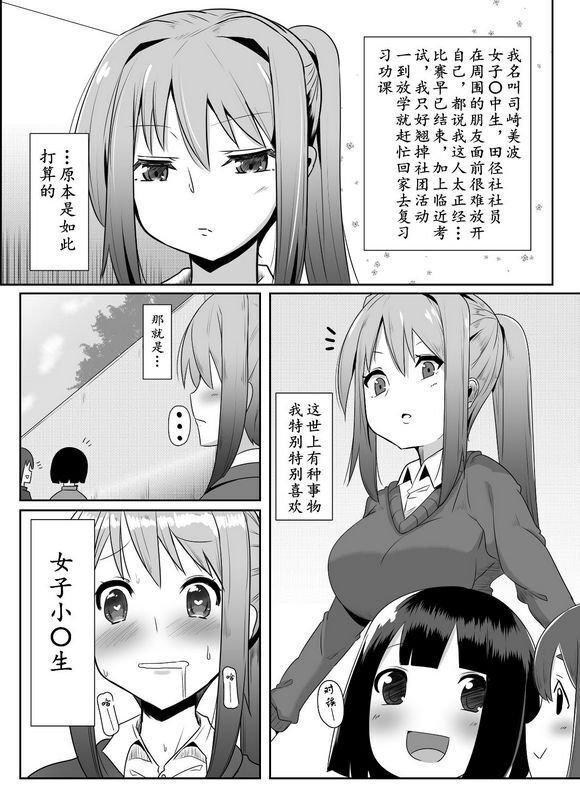 我名叫司崎美波
女子〇中生，田径社社员
在周围的朋友面前很难放开
自己，都说我这人太正经…
比赛早已结束，加上临近考
试，我只好翘掉社团活动
一到放学就赶忙回家去复习
习功课
…原本是如此
打算的
这世上有种事物
我特别特别喜欢
对诶—
那就是…
女子小〇生
哈—
哈—